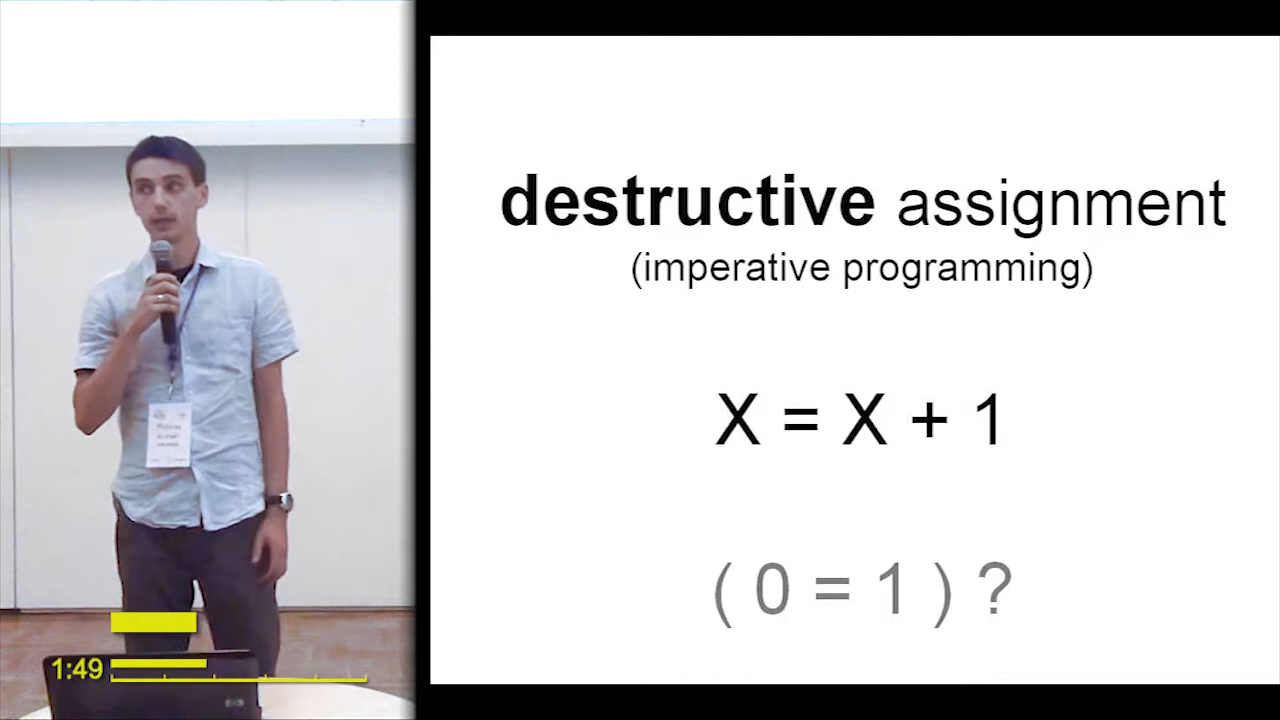 destructive assignment
(imperative programming)
X = X + 1
( 0 = 1 ) ?
1:49